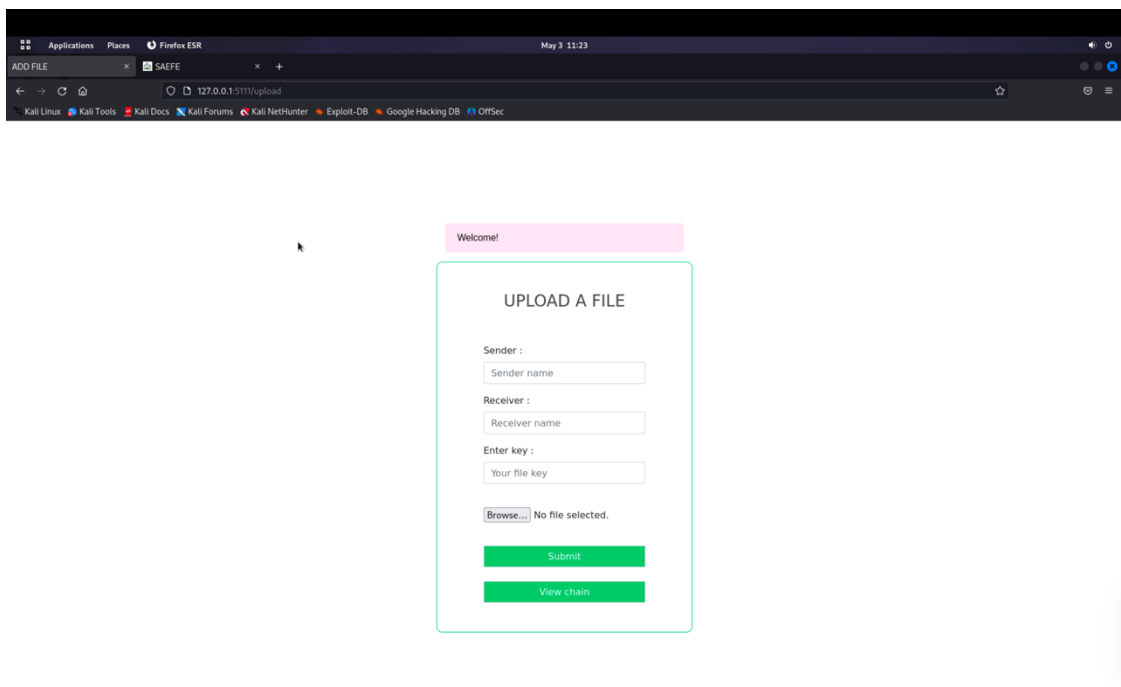 Applications Places Firefox ESR May 3 11:23
ADD FILE × SAEFE × +
127.0.0.1:5111/upload
Kali Linux Kali Tools Kali Docs Kali Forums Kali NetHunter Exploit-DB Google Hacking DB OffSec
Welcome!
UPLOAD A FILE
Sender :
Sender name
Receiver :
Receiver name
Enter key :
Your file key
Browse... No file selected.
Submit
View chain